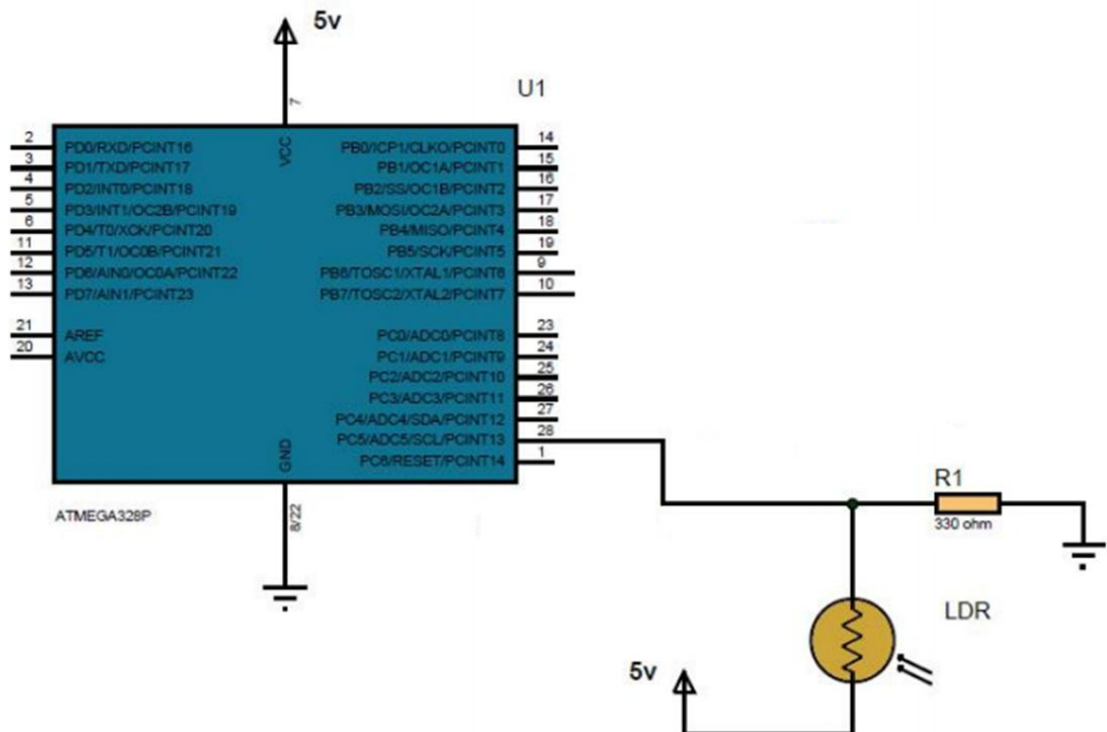 5v
7
U1
VCC
2 PD0/RXD/PCINT16
3 PD1/TXD/PCINT17
4 PD2/INT0/PCINT18
5 PD3/INT1/OC2B/PCINT19
6 PD4/T0/XCK/PCINT20
11 PD5/T1/OC0B/PCINT21
12 PD6/AIN0/OC0A/PCINT22
13 PD7/AIN1/PCINT23
21 AREF
20 AVCC
PB0/ICP1/CLKO/PCINT0 14
PB1/OC1A/PCINT1 15
PB2/SS/OC1B/PCINT2 16
PB3/MOSI/OC2A/PCINT3 17
PB4/MISO/PCINT4 18
PB5/SCK/PCINT5 19
PB6/TOSC1/XTAL1/PCINT6 9
PB7/TOSC2/XTAL2/PCINT7 10
PC0/ADC0/PCINT8 23
PC1/ADC1/PCINT9 24
PC2/ADC2/PCINT10 25
PC3/ADC3/PCINT11 26
PC4/ADC4/SDA/PCINT12 27
PC5/ADC5/SCL/PCINT13 28
PC6/RESET/PCINT14 1
GND
8/22
ATMEGA328P
R1
330 ohm
LDR
5v